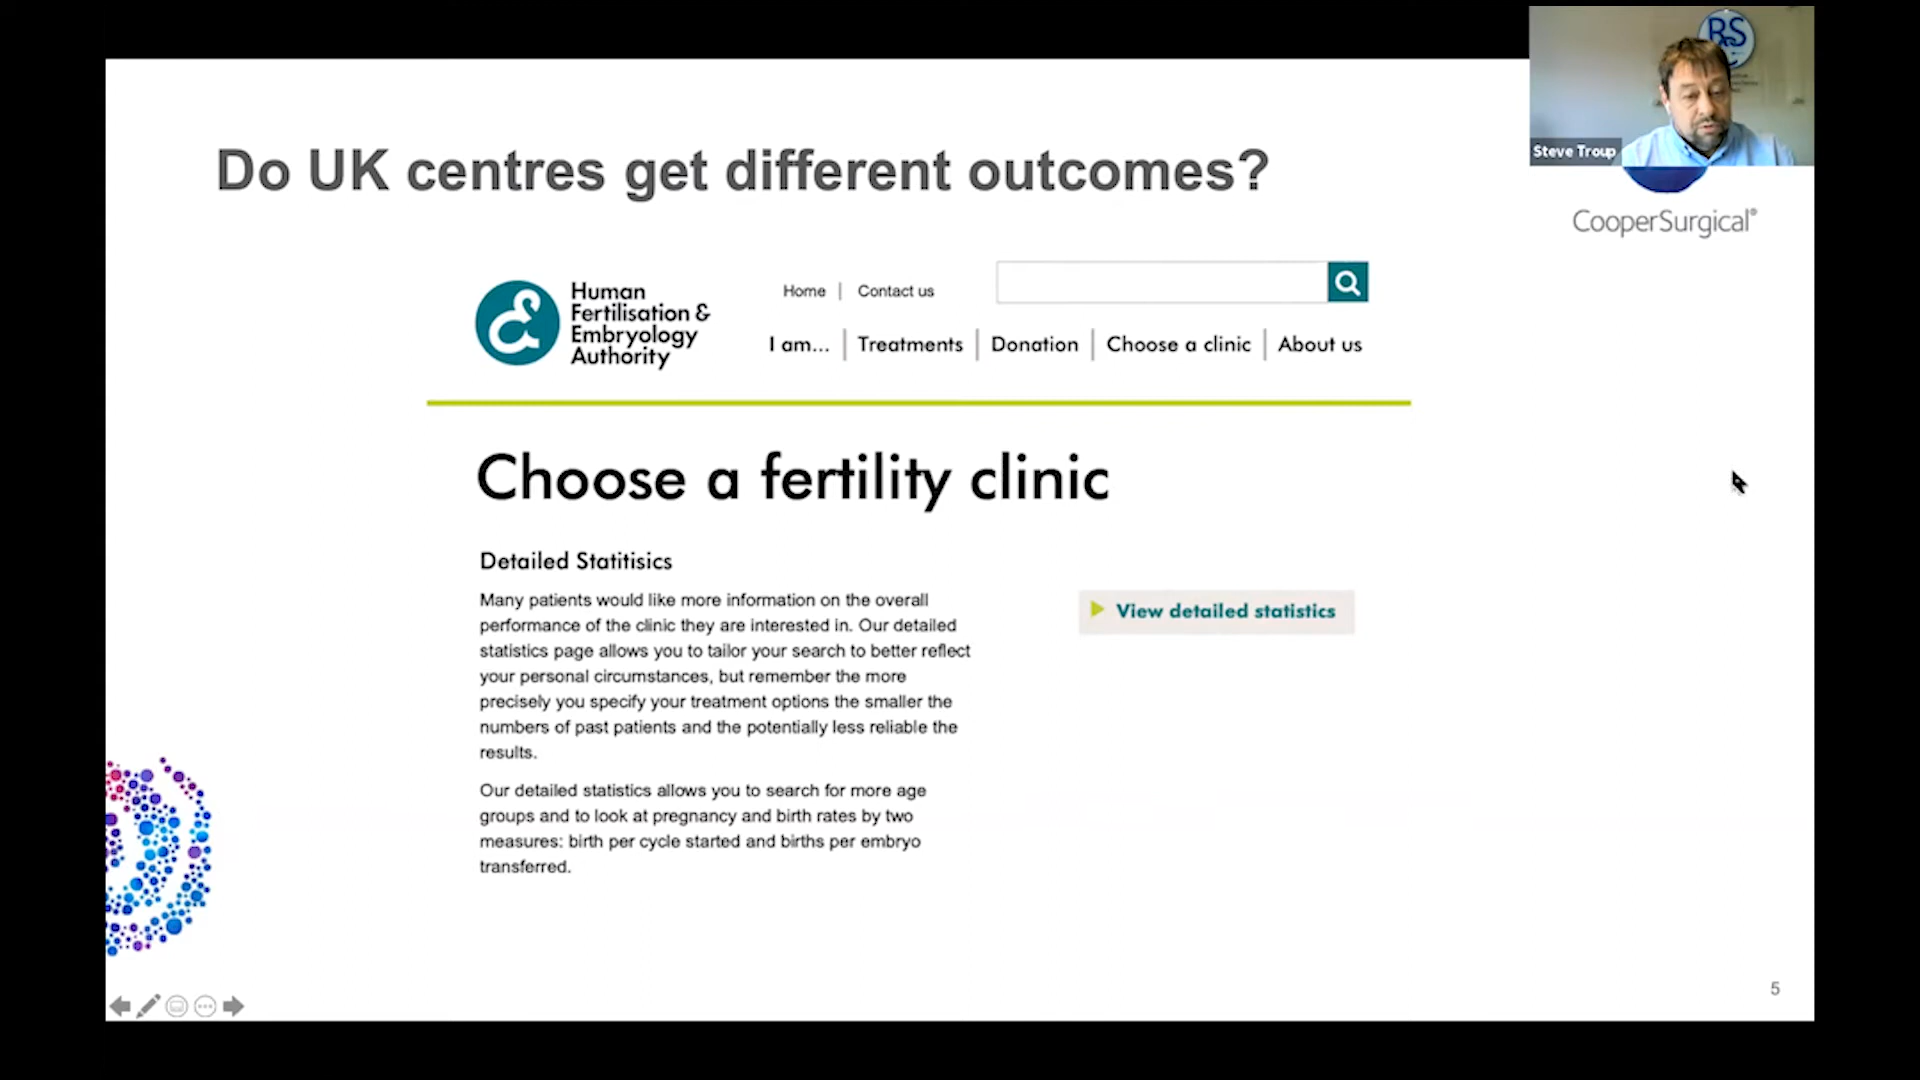 RS
Steve Troup
Do UK centres get different outcomes?
CooperSurgical®
Human
Fertilisation &
Embryology
Authority
Home | Contact us
I am... | Treatments | Donation | Choose a clinic | About us
Choose a fertility clinic
Detailed Statitisics
Many patients would like more information on the overall
performance of the clinic they are interested in. Our detailed
statistics page allows you to tailor your search to better reflect
your personal circumstances, but remember the more
precisely you specify your treatment options the smaller the
numbers of past patients and the potentially less reliable the
results.
View detailed statistics
Our detailed statistics allows you to search for more age
groups and to look at pregnancy and birth rates by two
measures: birth per cycle started and births per embryo
transferred.
5